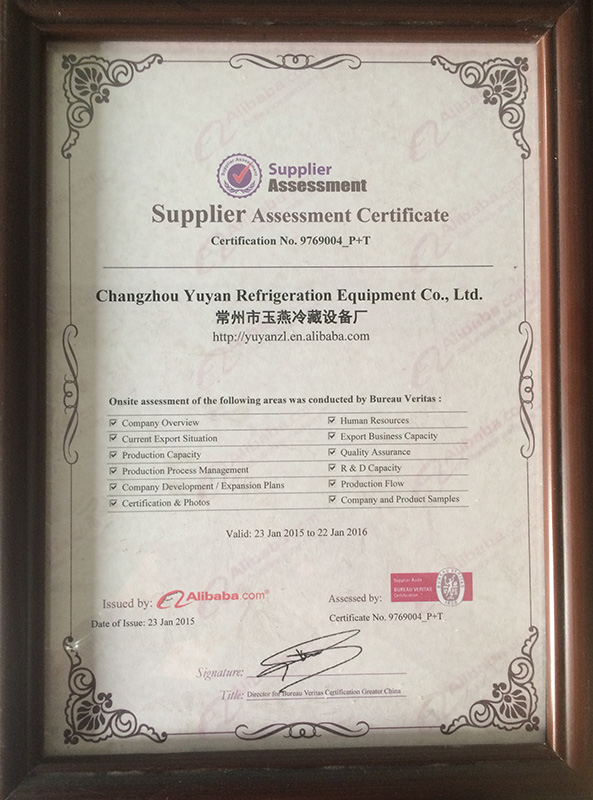 Supplier Assessment
Supplier
Assessment
Supplier Assessment Certificate
Certification No. 9769004_P+T
Changzhou Yuyan Refrigeration Equipment Co., Ltd.
常州市玉燕冷藏设备厂
http://yuyanzl.en.alibaba.com
Onsite assessment of the following areas was conducted by Bureau Veritas :
Company Overview Human Resources
Current Export Situation Export Business Capacity
Production Capacity Quality Assurance
Production Process Management R & D Capacity
Company Development / Expansion Plans Production Flow
Certification & Photos Company and Product Samples
Valid: 23 Jan 2015 to 22 Jan 2016
Issued by: Alibaba.com®
Date of Issue: 23 Jan 2015
Supplier Audit
BUREAU VERITAS
Certification
Assessed by:
Certificate No. 9769004_P+T
Signature:
Title: Director for Bureau Veritas Certification Greater China